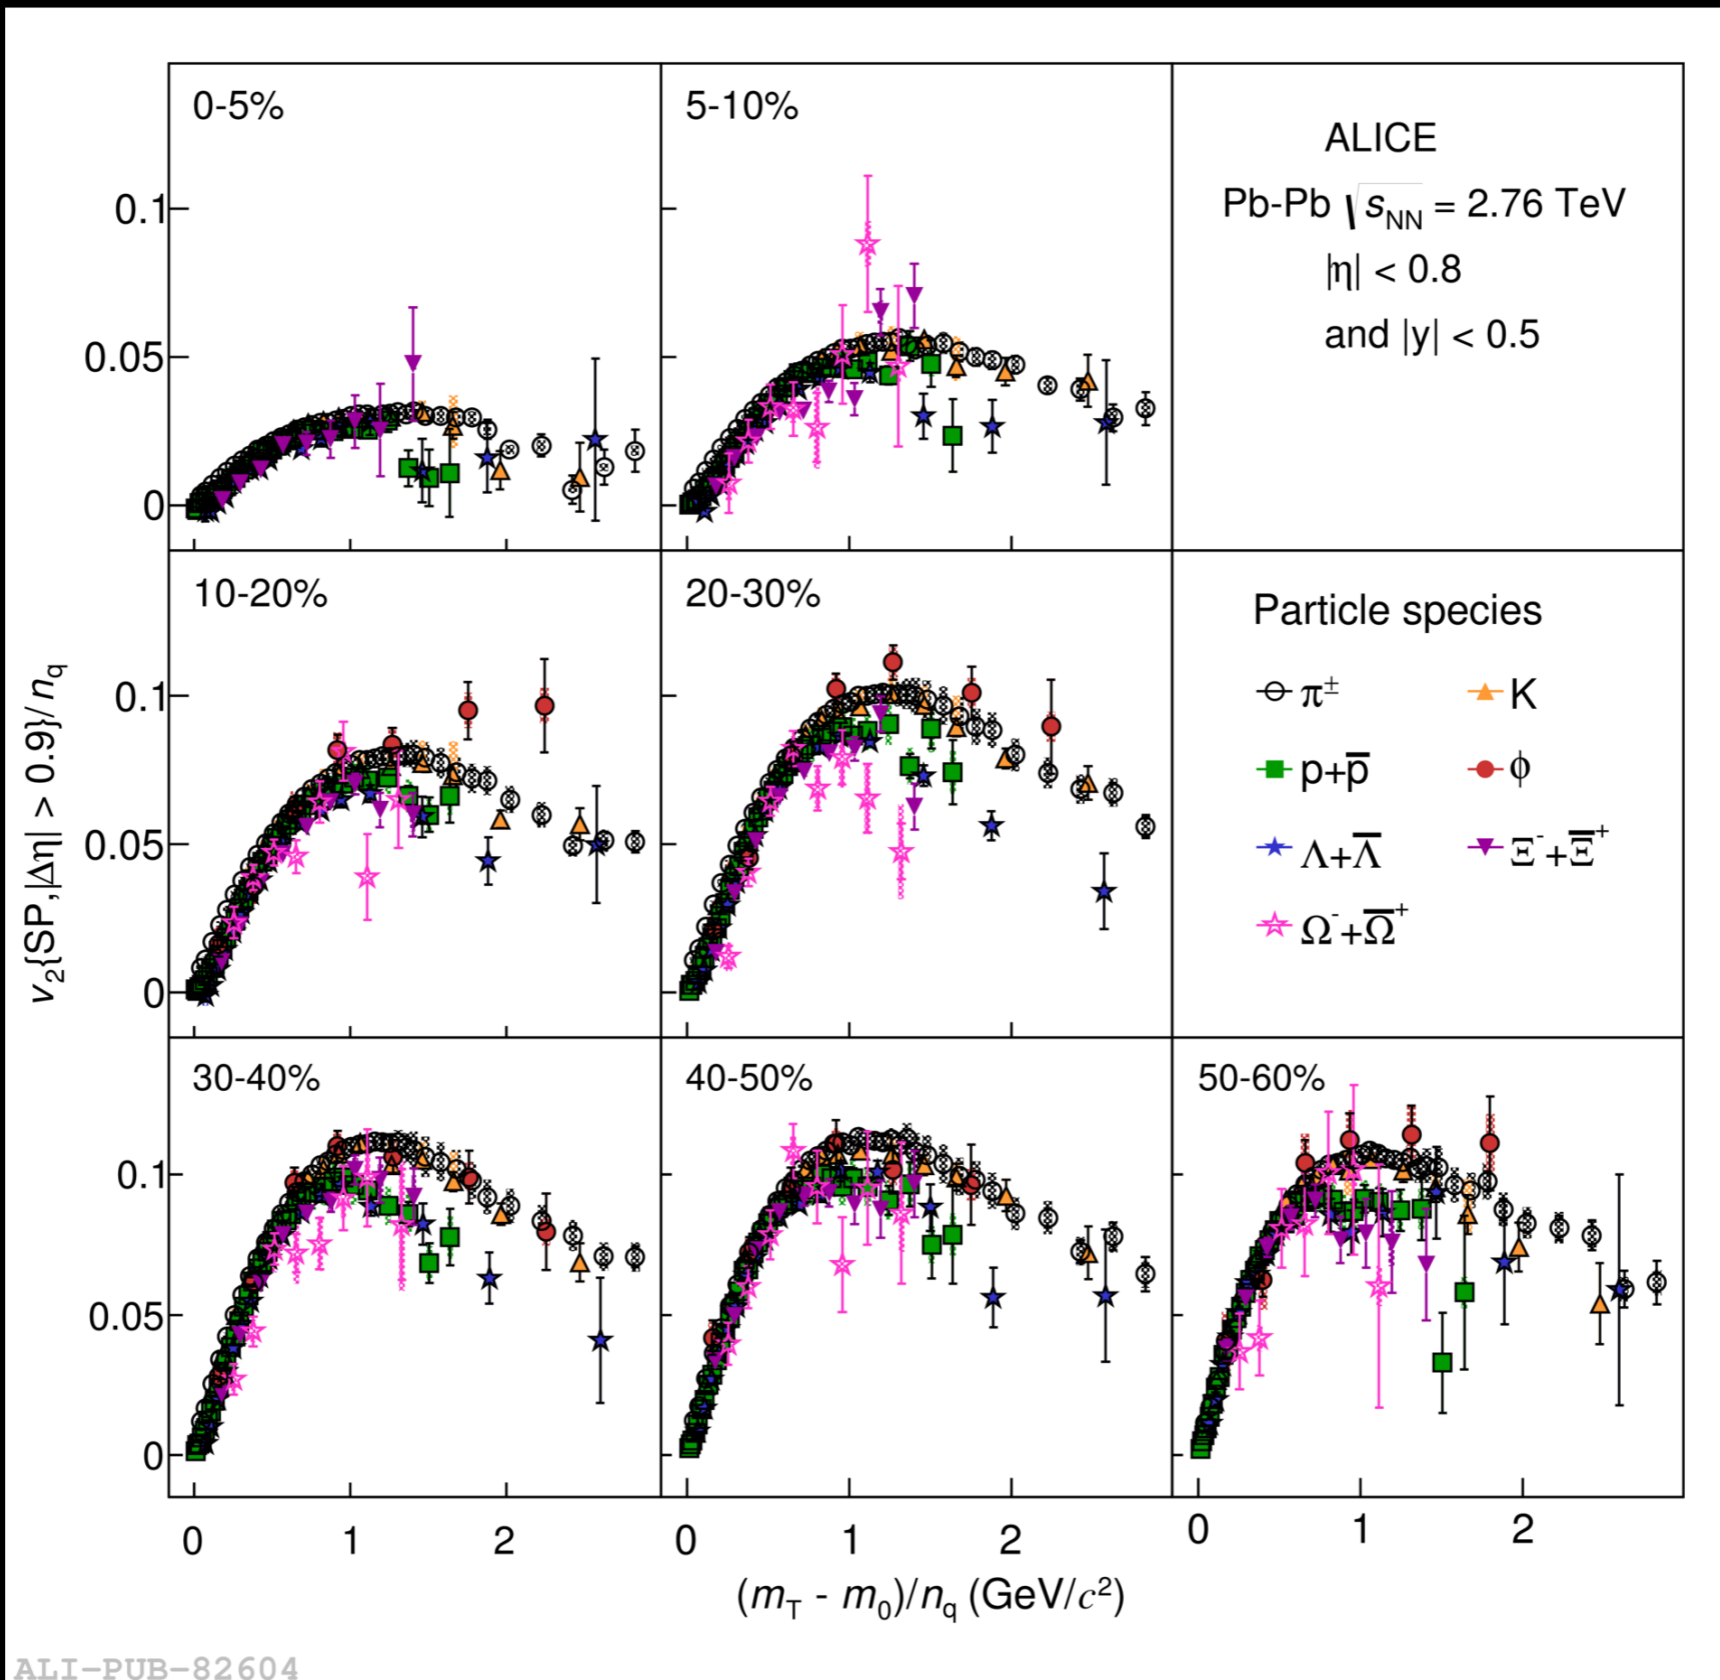 0-5%
5-10%
ALICE
Pb-Pb √sNN = 2.76 TeV
|η| < 0.8
and |y| < 0.5
0.1
0.05
0
10-20%
20-30%
Particle species
π±
K
p+p̅
ϕ
Λ+Λ̅
Ξ⁻+Ξ̅⁺
Ω⁻+Ω̅⁺
0.1
0.05
0
v₂{SP,|Δη| > 0.9}/nq
30-40%
40-50%
50-60%
0.1
0.05
0
0 1 2
0 1 2
0 1 2
(mT - m0)/nq (GeV/c²)
ALI-PUB-82604